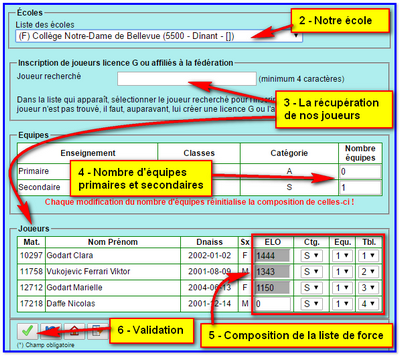 Écoles
Liste des écoles
(F) Collège Notre-Dame de Bellevue (5500 - Dinant - [])
2 - Notre école
Inscription de joueurs licence G ou affiliés à la fédération
Joueur recherché
(minimum 4 caractères)
Dans la liste qui apparaît, sélectionner le joueur recherché pour l'inscri
joueur n'est pas trouvé, il faut, auparavant, lui créer une licence G ou l'a
3 - La récupération
de nos joueurs
Equipes
Enseignement Classes Catégorie Nombre équipes
Primaire A 0
Secondaire S 1
4 - Nombre d'équipes
primaires et secondaires
Chaque modification du nombre d'équipes réinitialise la composition de celles-ci !
Joueurs
Mat. Nom Prénom Dnaiss Sx ELO Ctg. Equ. Tbl.
10297 Godart Clara 2002-01-02 F 1444 S 1 1
11758 Vukojevic Ferrari Viktor 2001-08-09 M 1343 S 1 2
17212 Godart Marielle 2004-06-13 F 1150 S 1 3
17218 Daffe Nicolas 2001-12-14 M 0 S 1 4
6 - Validation
5 - Composition de la liste de force
(*) Champ obligatoire